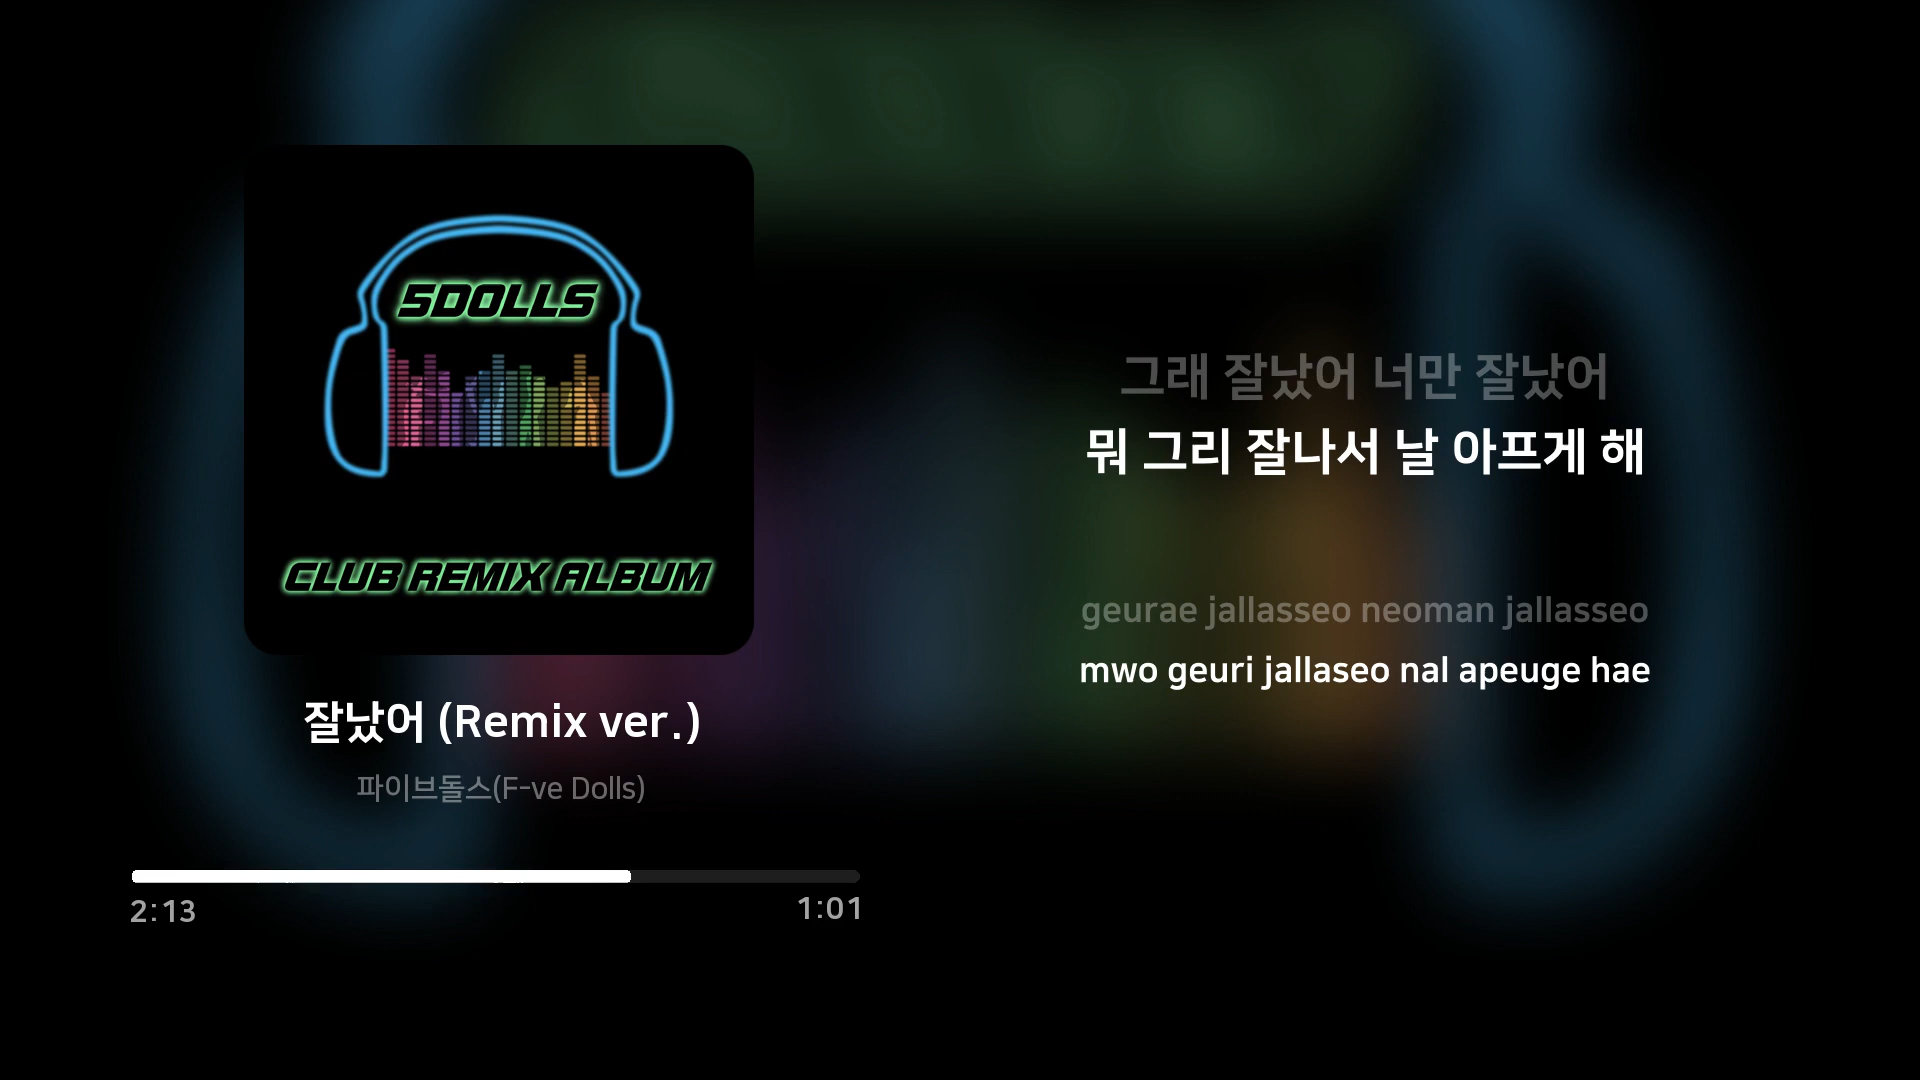 5DOLLS
CLUB REMIX ALBUM
잘났어 (Remix ver.)
파이브돌스(F-ve Dolls)
2:13
1:01
그래 잘났어 너만 잘났어
뭐 그리 잘나서 날 아프게 해
geurae jallasseo neoman jallasseo
mwo geuri jallaseo nal apeuge hae